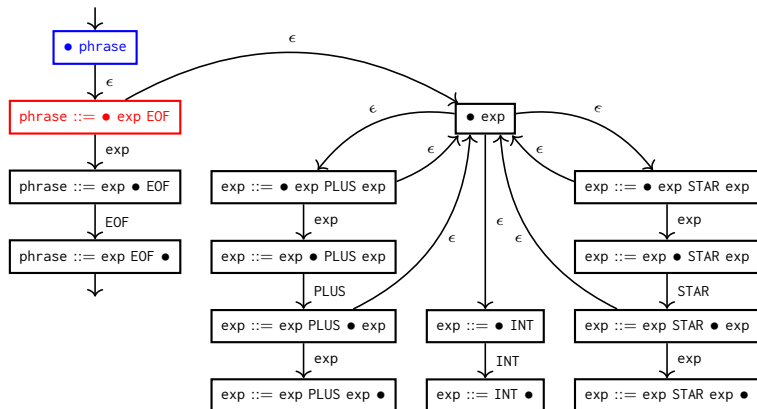 ● phrase
ϵ
ϵ
phrase ::= ● exp EOF
● exp
ϵ
ϵ
exp
ϵ
ϵ
phrase ::= exp ● EOF
exp ::= ● exp PLUS exp
exp ::= ● exp STAR exp
EOF
exp
ϵ
exp
phrase ::= exp EOF ●
exp ::= exp ● PLUS exp
ϵ
ϵ
exp ::= exp ● STAR exp
PLUS
STAR
exp ::= exp PLUS ● exp
exp ::= ● INT
exp ::= exp STAR ● exp
exp
INT
exp
exp ::= exp PLUS exp ●
exp ::= INT ●
exp ::= exp STAR exp ●